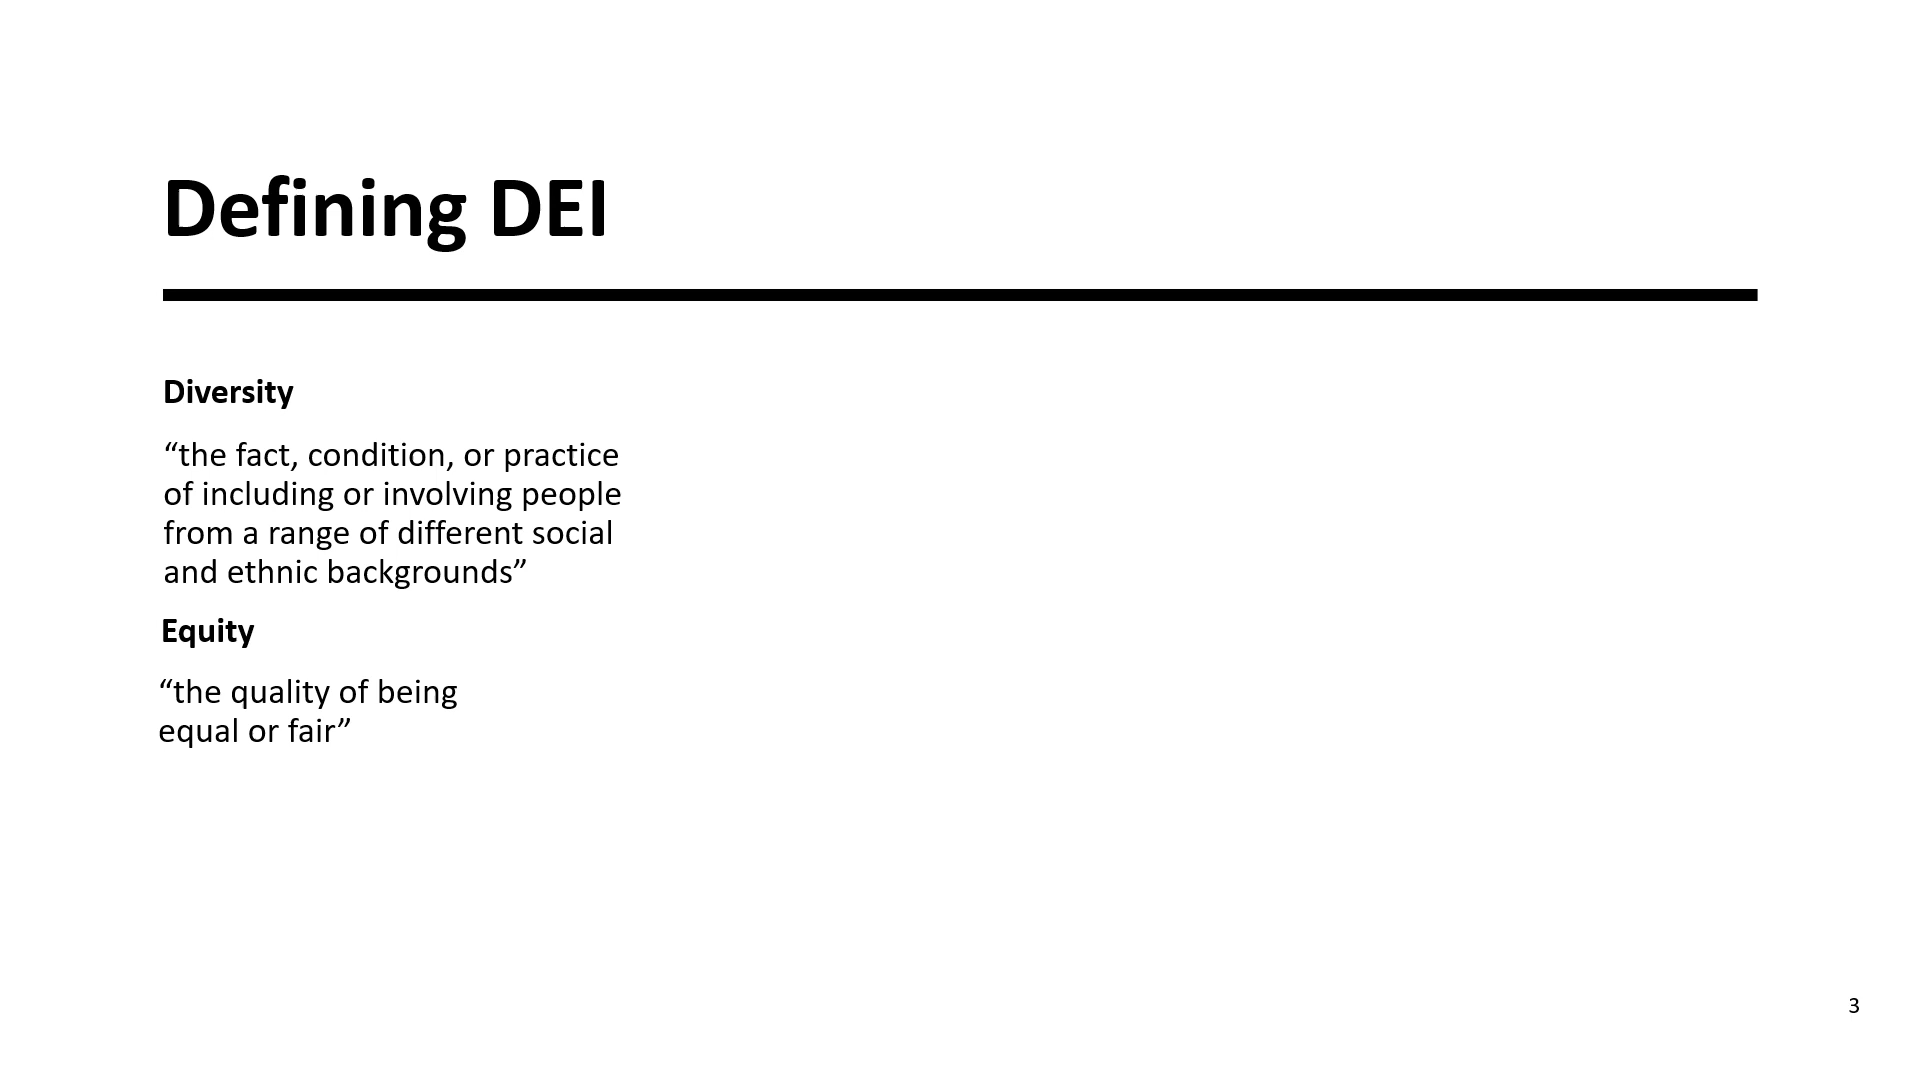 Defining DEI
Diversity
“the fact, condition, or practice
of including or involving people
from a range of different social
and ethnic backgrounds”
Equity
“the quality of being
equal or fair”
3